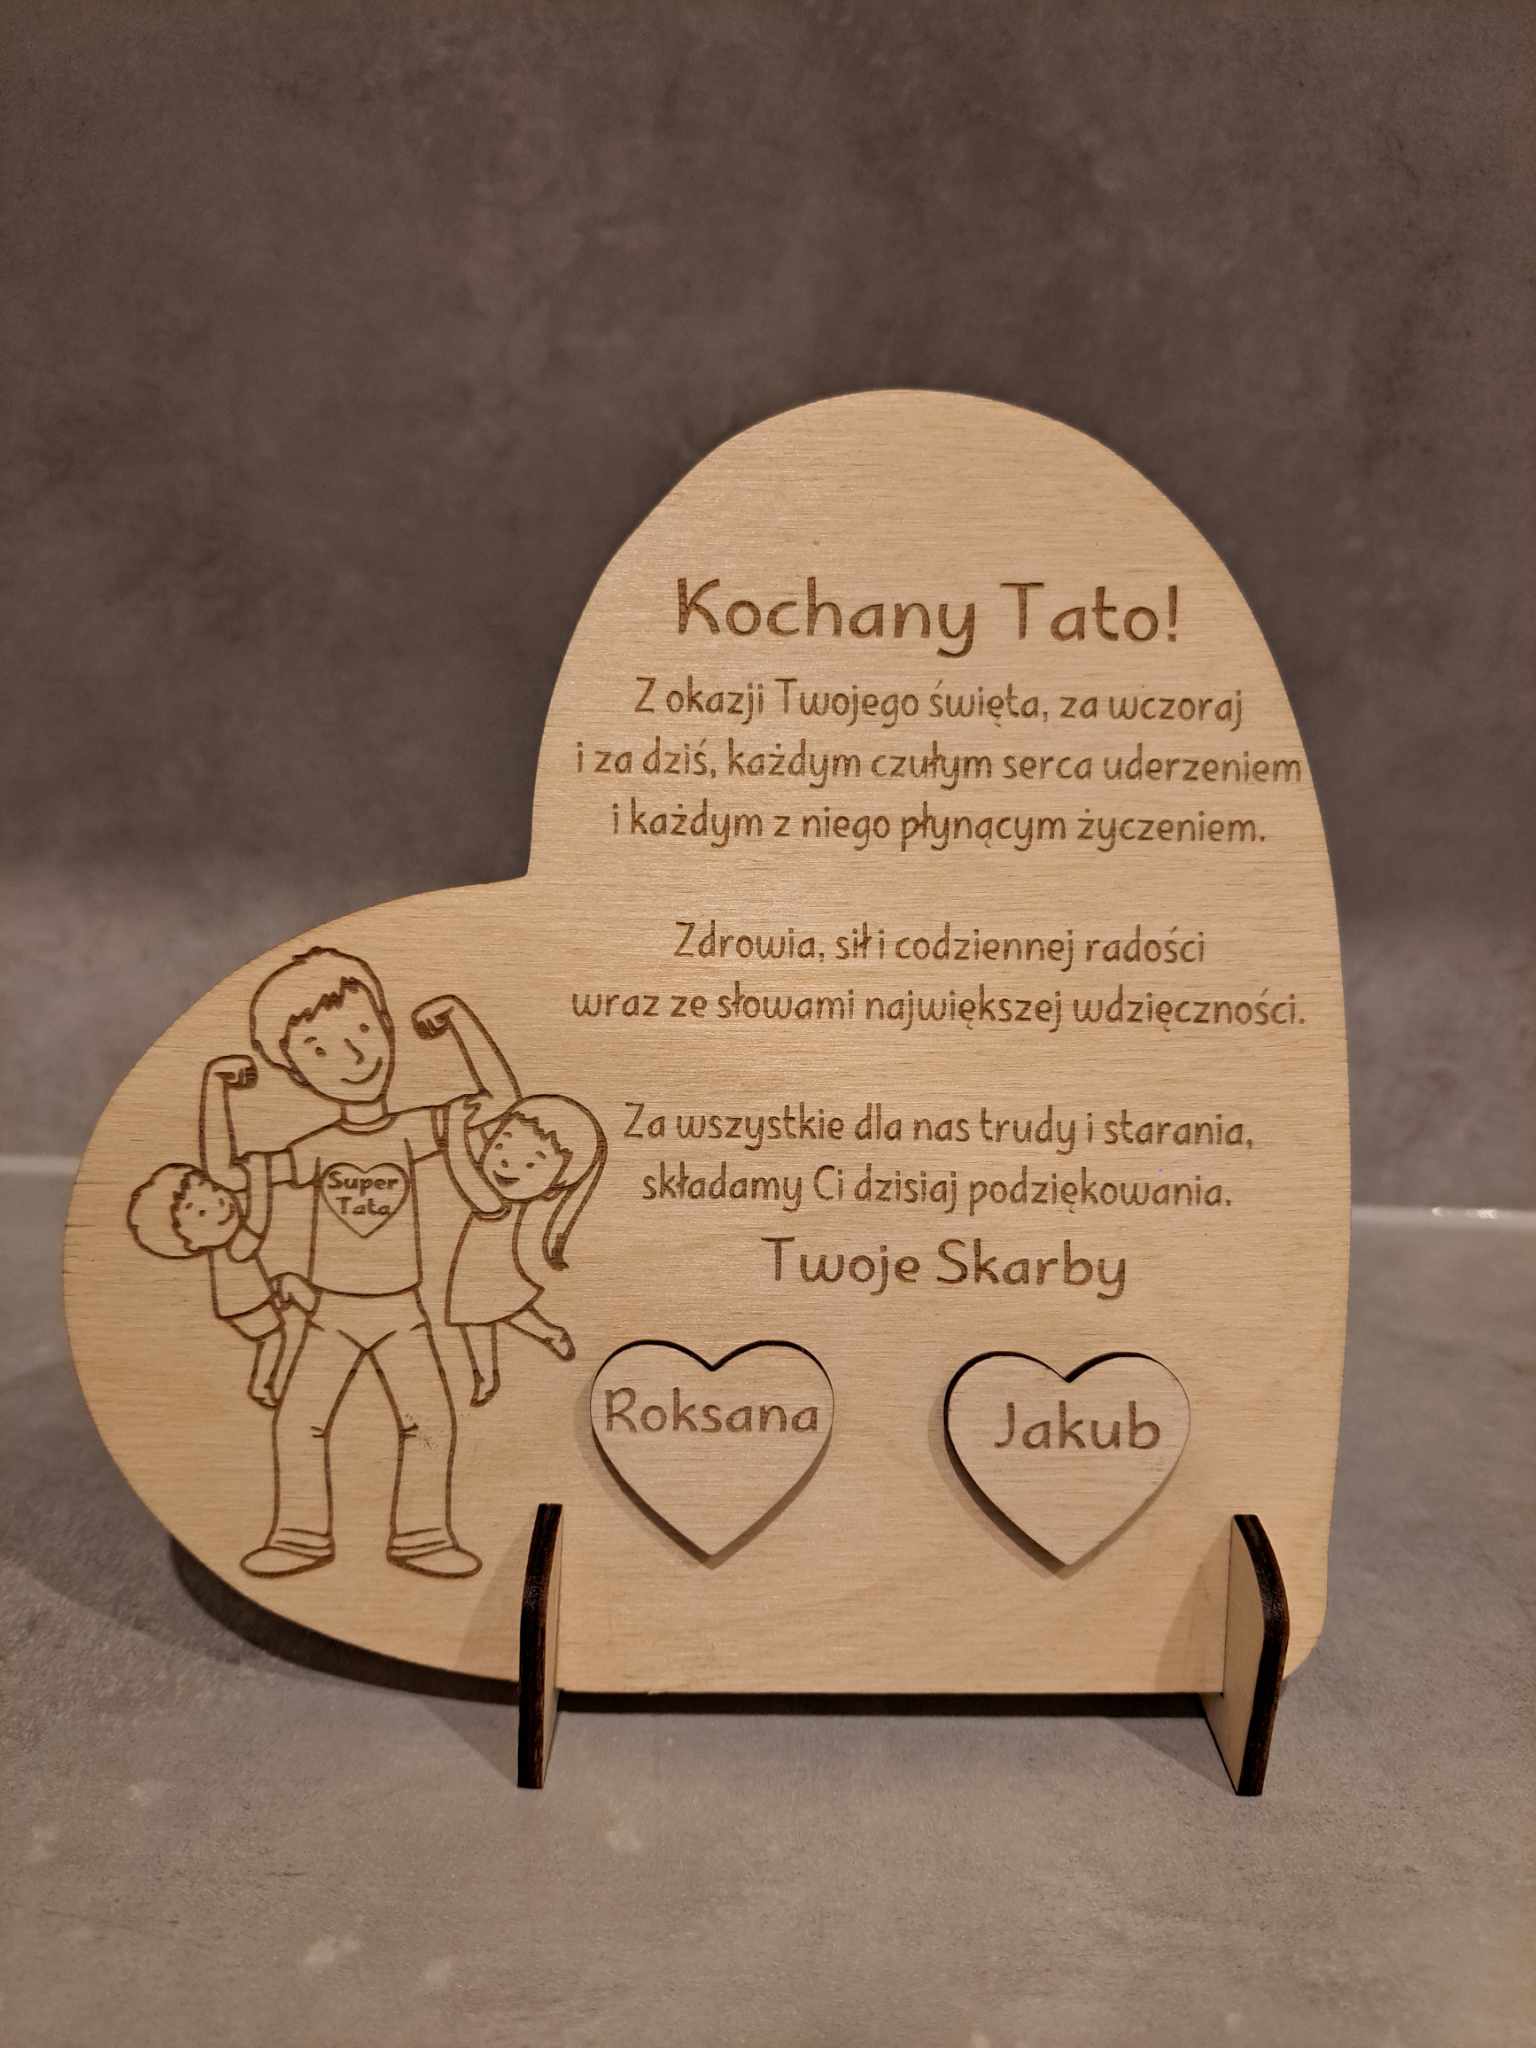 Kochany Tato!
Z okazji Twojego święta, za wczoraj
i za dziś, każdym czułym serca uderzeniem
i każdym z niego płynącym życzeniem.
Zdrowia, sił i codziennej radości
wraz ze słowami największej wdzięczności.
Za wszystkie dla nas trudy i starania,
składamy Ci dzisiaj podziękowania.
Twoje Skarby
Super
Tata
Roksana
Jakub